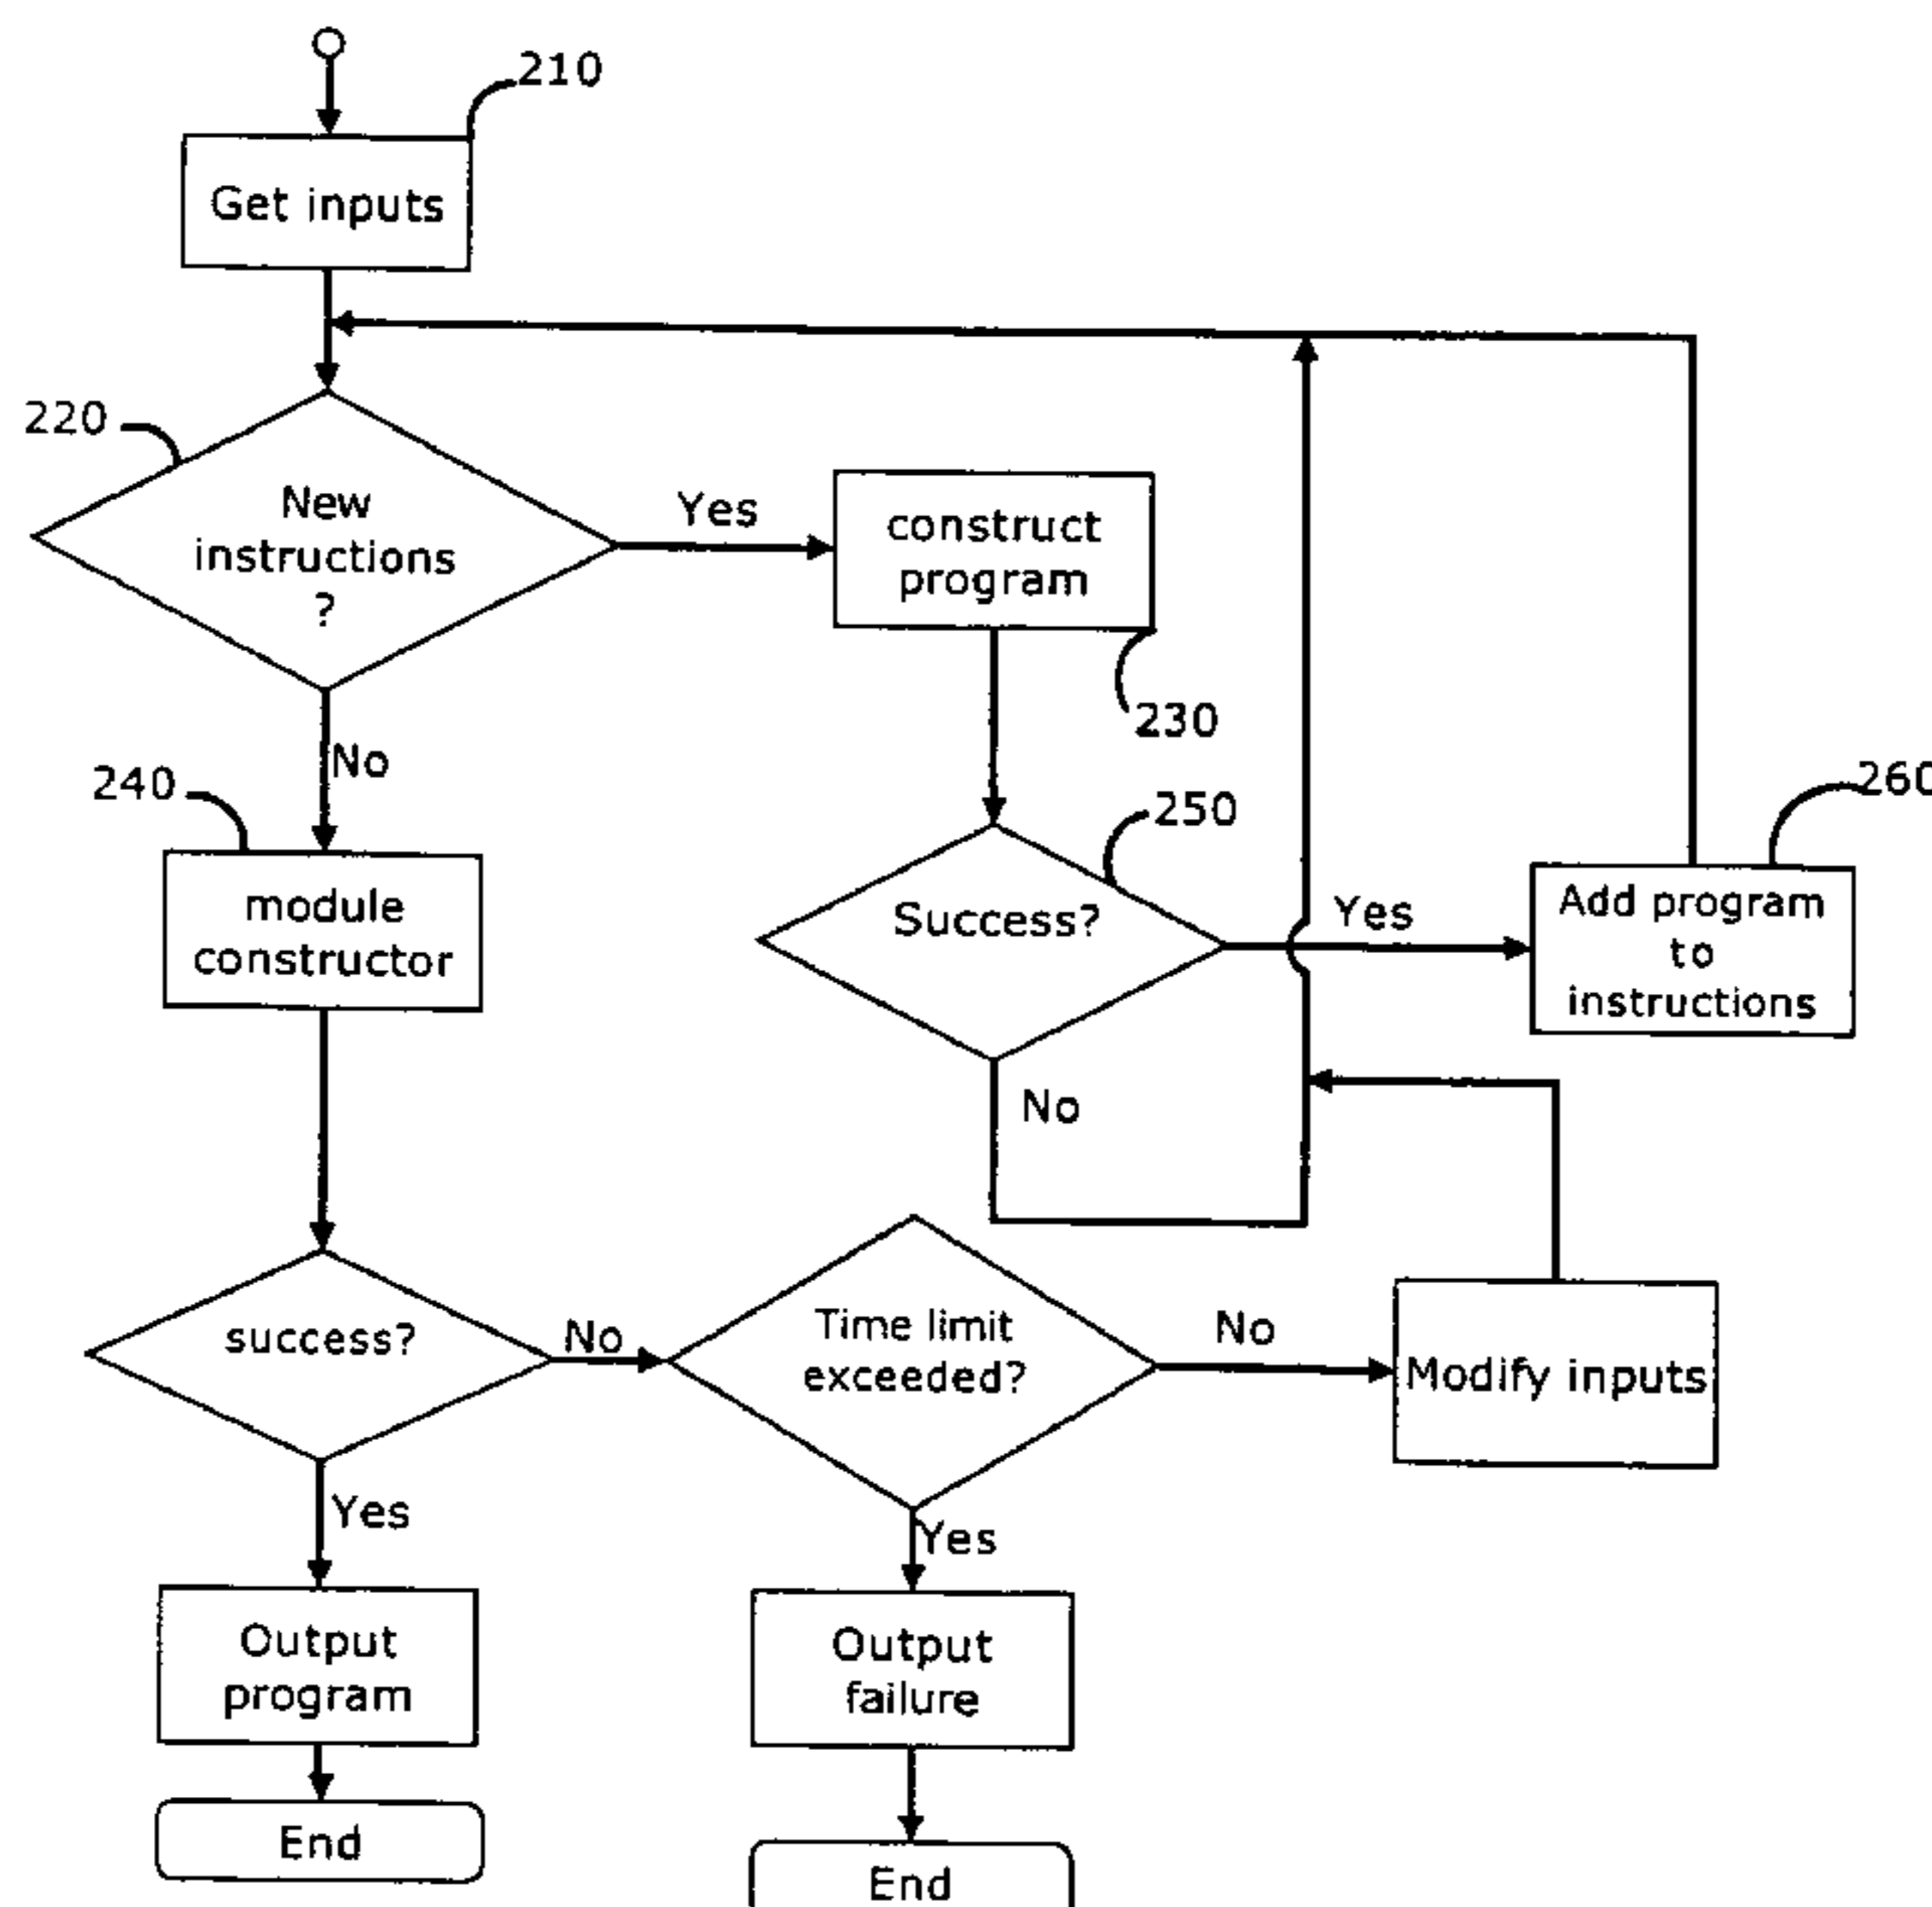 210
Get inputs
220
New
instructions
?
Yes
construct
program
230
No
240
module
constructor
250
Success?
Yes
260
Add program
to
instructions
No
success?
No
Time limit
exceeded?
No
Modify inputs
Yes
Yes
Output
program
Output
failure
End
End